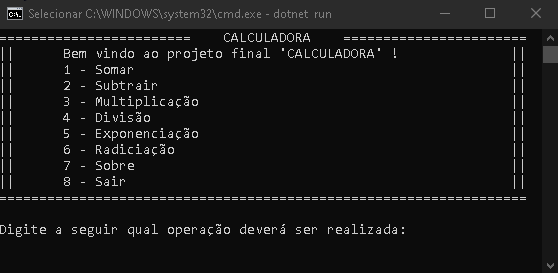 Selecionar C:\WINDOWS\system32\cmd.exe - dotnet run
========================    CALCULADORA    ========================
||      Bem vindo ao projeto final "CALCULADORA" !               ||
||      1 - Somar                                                ||
||      2 - Subtrair                                             ||
||      3 - Multiplicação                                        ||
||      4 - Divisão                                              ||
||      5 - Exponenciação                                        ||
||      6 - Radiciação                                           ||
||      7 - Sobre                                                ||
||      8 - Sair                                                 ||
===================================================================
Digite a seguir qual operação deverá ser realizada: